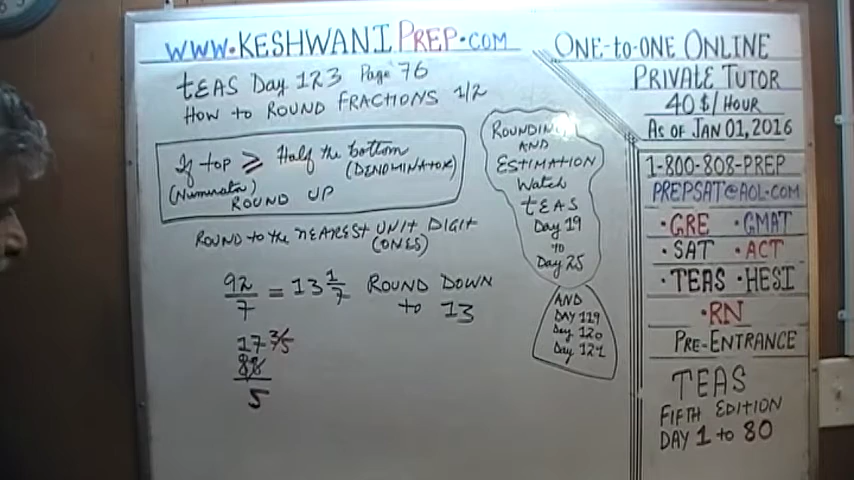 WWW.KESHWANIPREP.COM
TEAS Day 123 Page 76
HOW TO ROUND FRACTIONS 1/2
If top ≥ Half the bottom
(Numerator) (DENOMINATOR)
ROUND UP
ROUND TO THE NEAREST UNIT DIGIT
(ONES)
92/7 = 13 1/7 ROUND DOWN
to 13
17 3/5
88
5
ROUNDING
AND
ESTIMATION
Watch
TEAS
Day 19
to
Day 25
AND
DAY 119
Day 120
Day 121
ONE-to-ONE ONLINE
PRIVATE TUTOR
40 $/HOUR
As of JAN 01, 2016
1-800-808-PREP
PREPSAT@AOL.COM
•GRE •GMAT
•SAT •ACT
•TEAS •HESI
•RN
PRE-ENTRANCE
TEAS
FIFTH EDITION
DAY 1 to 80